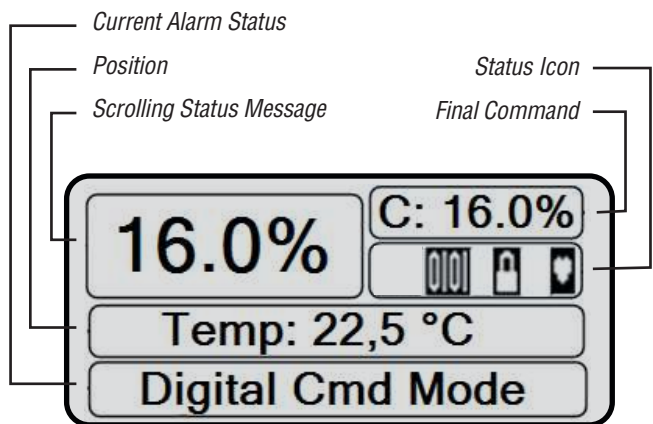 Current Alarm Status
Position
Status Icon
Scrolling Status Message
Final Command
16.0%
C: 16.0%
Temp: 22,5 °C
Digital Cmd Mode